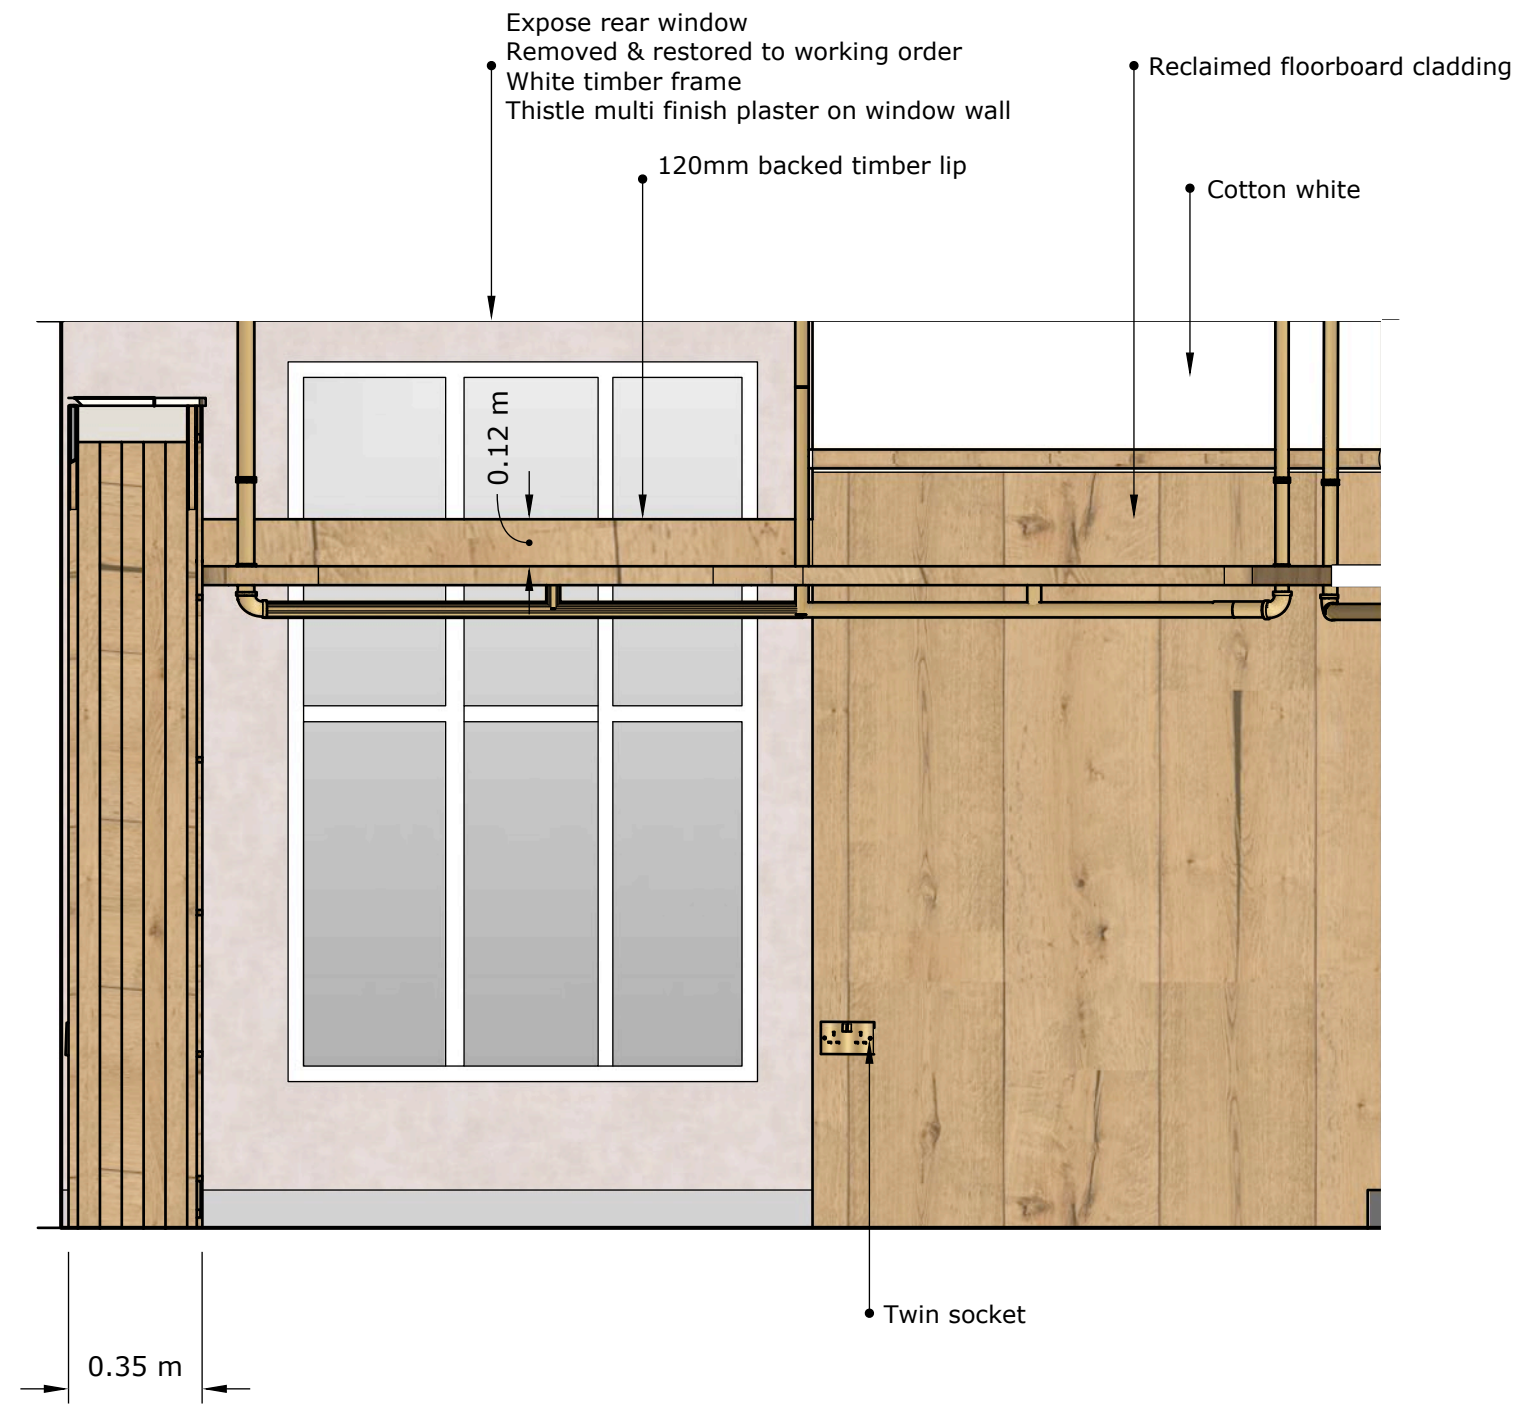 Expose rear window
Removed & restored to working order
White timber frame
Thistle multi finish plaster on window wall
Reclaimed floorboard cladding
120mm backed timber lip
Cotton white
0.12 m
Twin socket
0.35 m